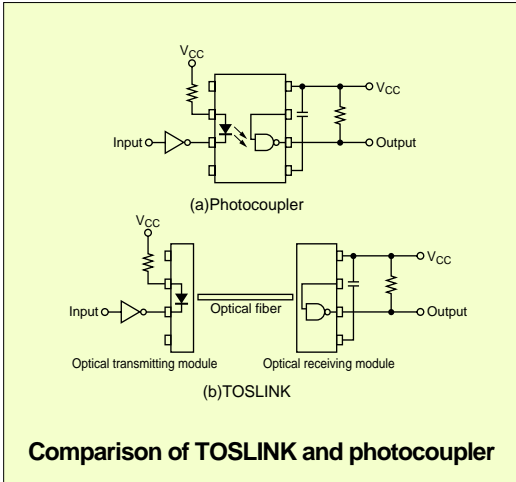 VCC
VCC
Input
Output
(a)Photocoupler
VCC
VCC
Optical fiber
Input
Output
Optical transmitting module
Optical receiving module
(b)TOSLINK
Comparison of TOSLINK and photocoupler